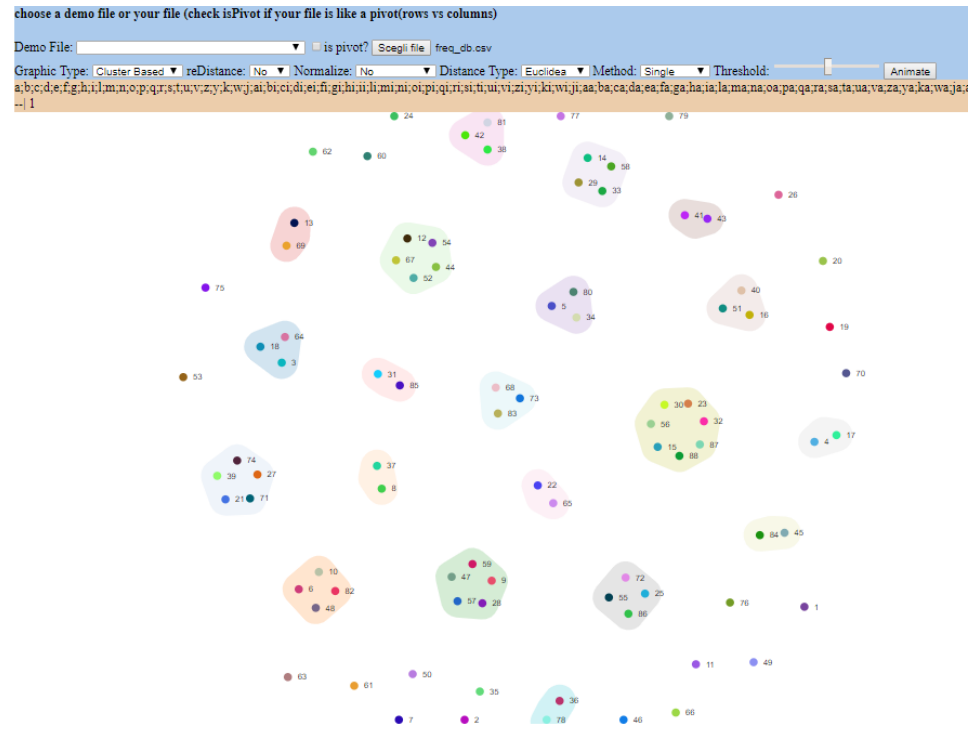 choose a demo file or your file (check isPivot if your file is like a pivot(rows vs columns)
Demo File: is pivot? Scegli file freq_db.csv
Graphic Type: Cluster Based reDistance: No Normalize: No Distance Type: Euclidea Method: Single Threshold: Animate
a;b;c;d;e;f;g;h;i;l;m;n;o;p;q;r;s;t;u;v;z;y;k;w;j;ai;bi;ci;di;ei;fi;gi;hi;ii;li;mi;ni;oi;pi;qi;ri;si;ti;ui;vi;zi;yi;ki;wi;ji;aa;ba;ca;da;ea;fa;ga;ha;ia;la;ma;na;oa;pa;qa;ra;sa;ta;ua;va;za;ya;ka;wa;ja;a
--| 1
24 81 77 79
42 38
62 60 14 58
29 33 26
13 41 43
12 54
69 67 44 20
52
75 80 40
5 34 51 16 19
64
18 3
53 31 85 68 73 70
83 30 23
56 32 17
4
74 37 15 88 87
39 27 8 22
21 71 65
84 45
10 59 72
6 82 47 9 55 25
48 57 28 86 76 1
63 61 50 11 49
35 36 66
7 2 78 46